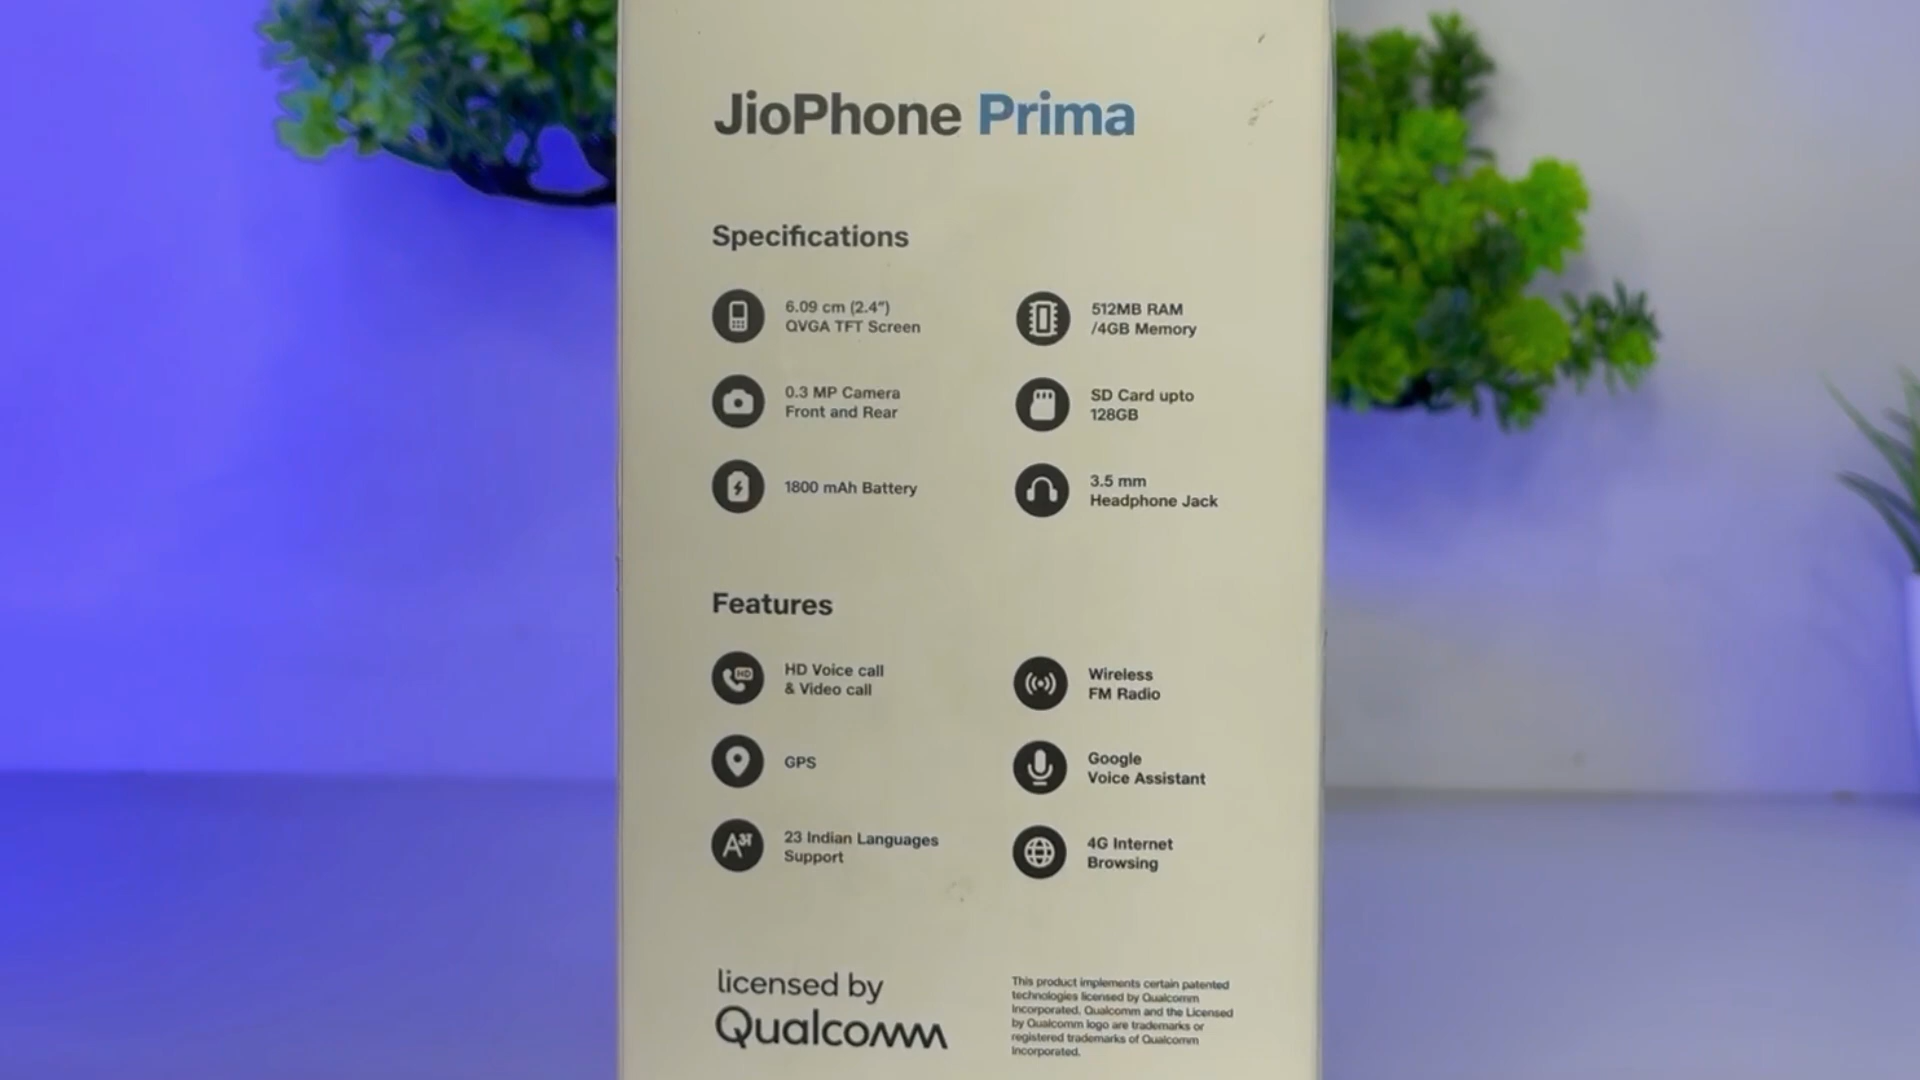 JioPhone Prima
Specifications
6.09 cm (2.4")
QVGA TFT Screen
512MB RAM
/4GB Memory
0.3 MP Camera
Front and Rear
SD Card upto
128GB
1800 mAh Battery
3.5 mm
Headphone Jack
Features
HD Voice call
& Video call
Wireless
FM Radio
GPS
Google
Voice Assistant
23 Indian Languages
Support
4G Internet
Browsing
licensed by
Qualcomm
This product implements certain patented
technologies licensed by Qualcomm
Incorporated. Qualcomm and the Licensed
by Qualcomm logo are trademarks or
registered trademarks of Qualcomm
Incorporated.
HD
A अ